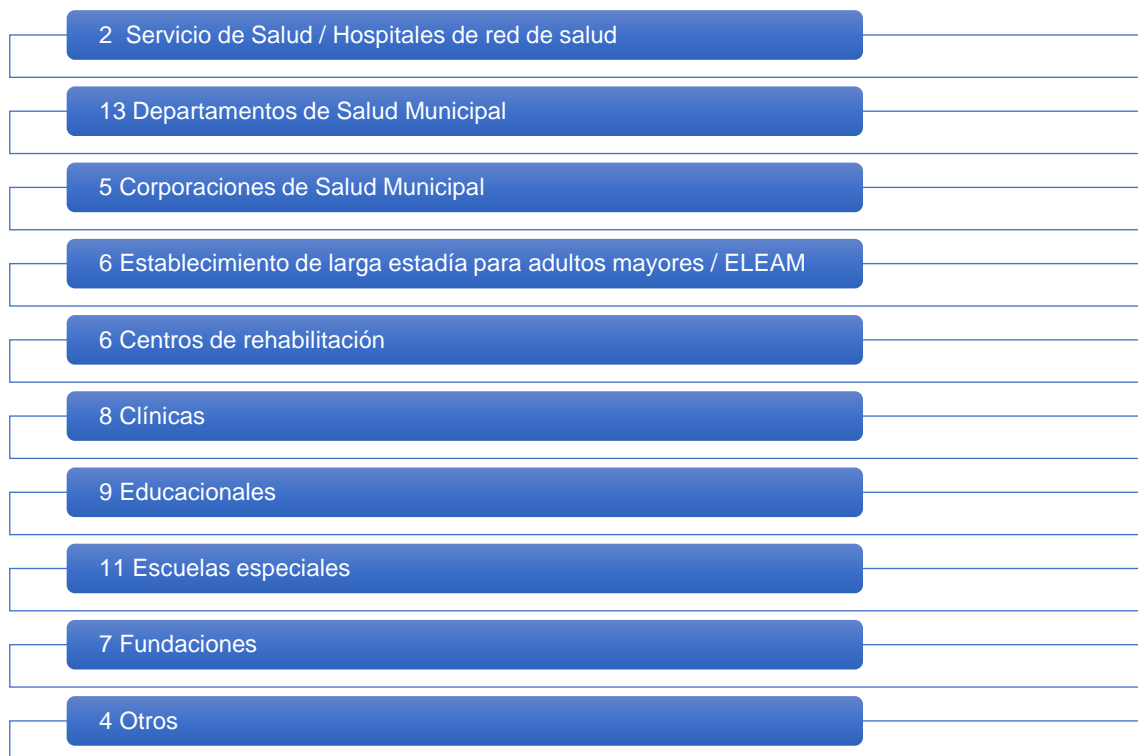 2  Servicio de Salud / Hospitales de red de salud
13 Departamentos de Salud Municipal
5 Corporaciones de Salud Municipal
6 Establecimiento de larga estadía para adultos mayores / ELEAM
6 Centros de rehabilitación
8 Clínicas
9 Educacionales
11 Escuelas especiales
7 Fundaciones
4 Otros